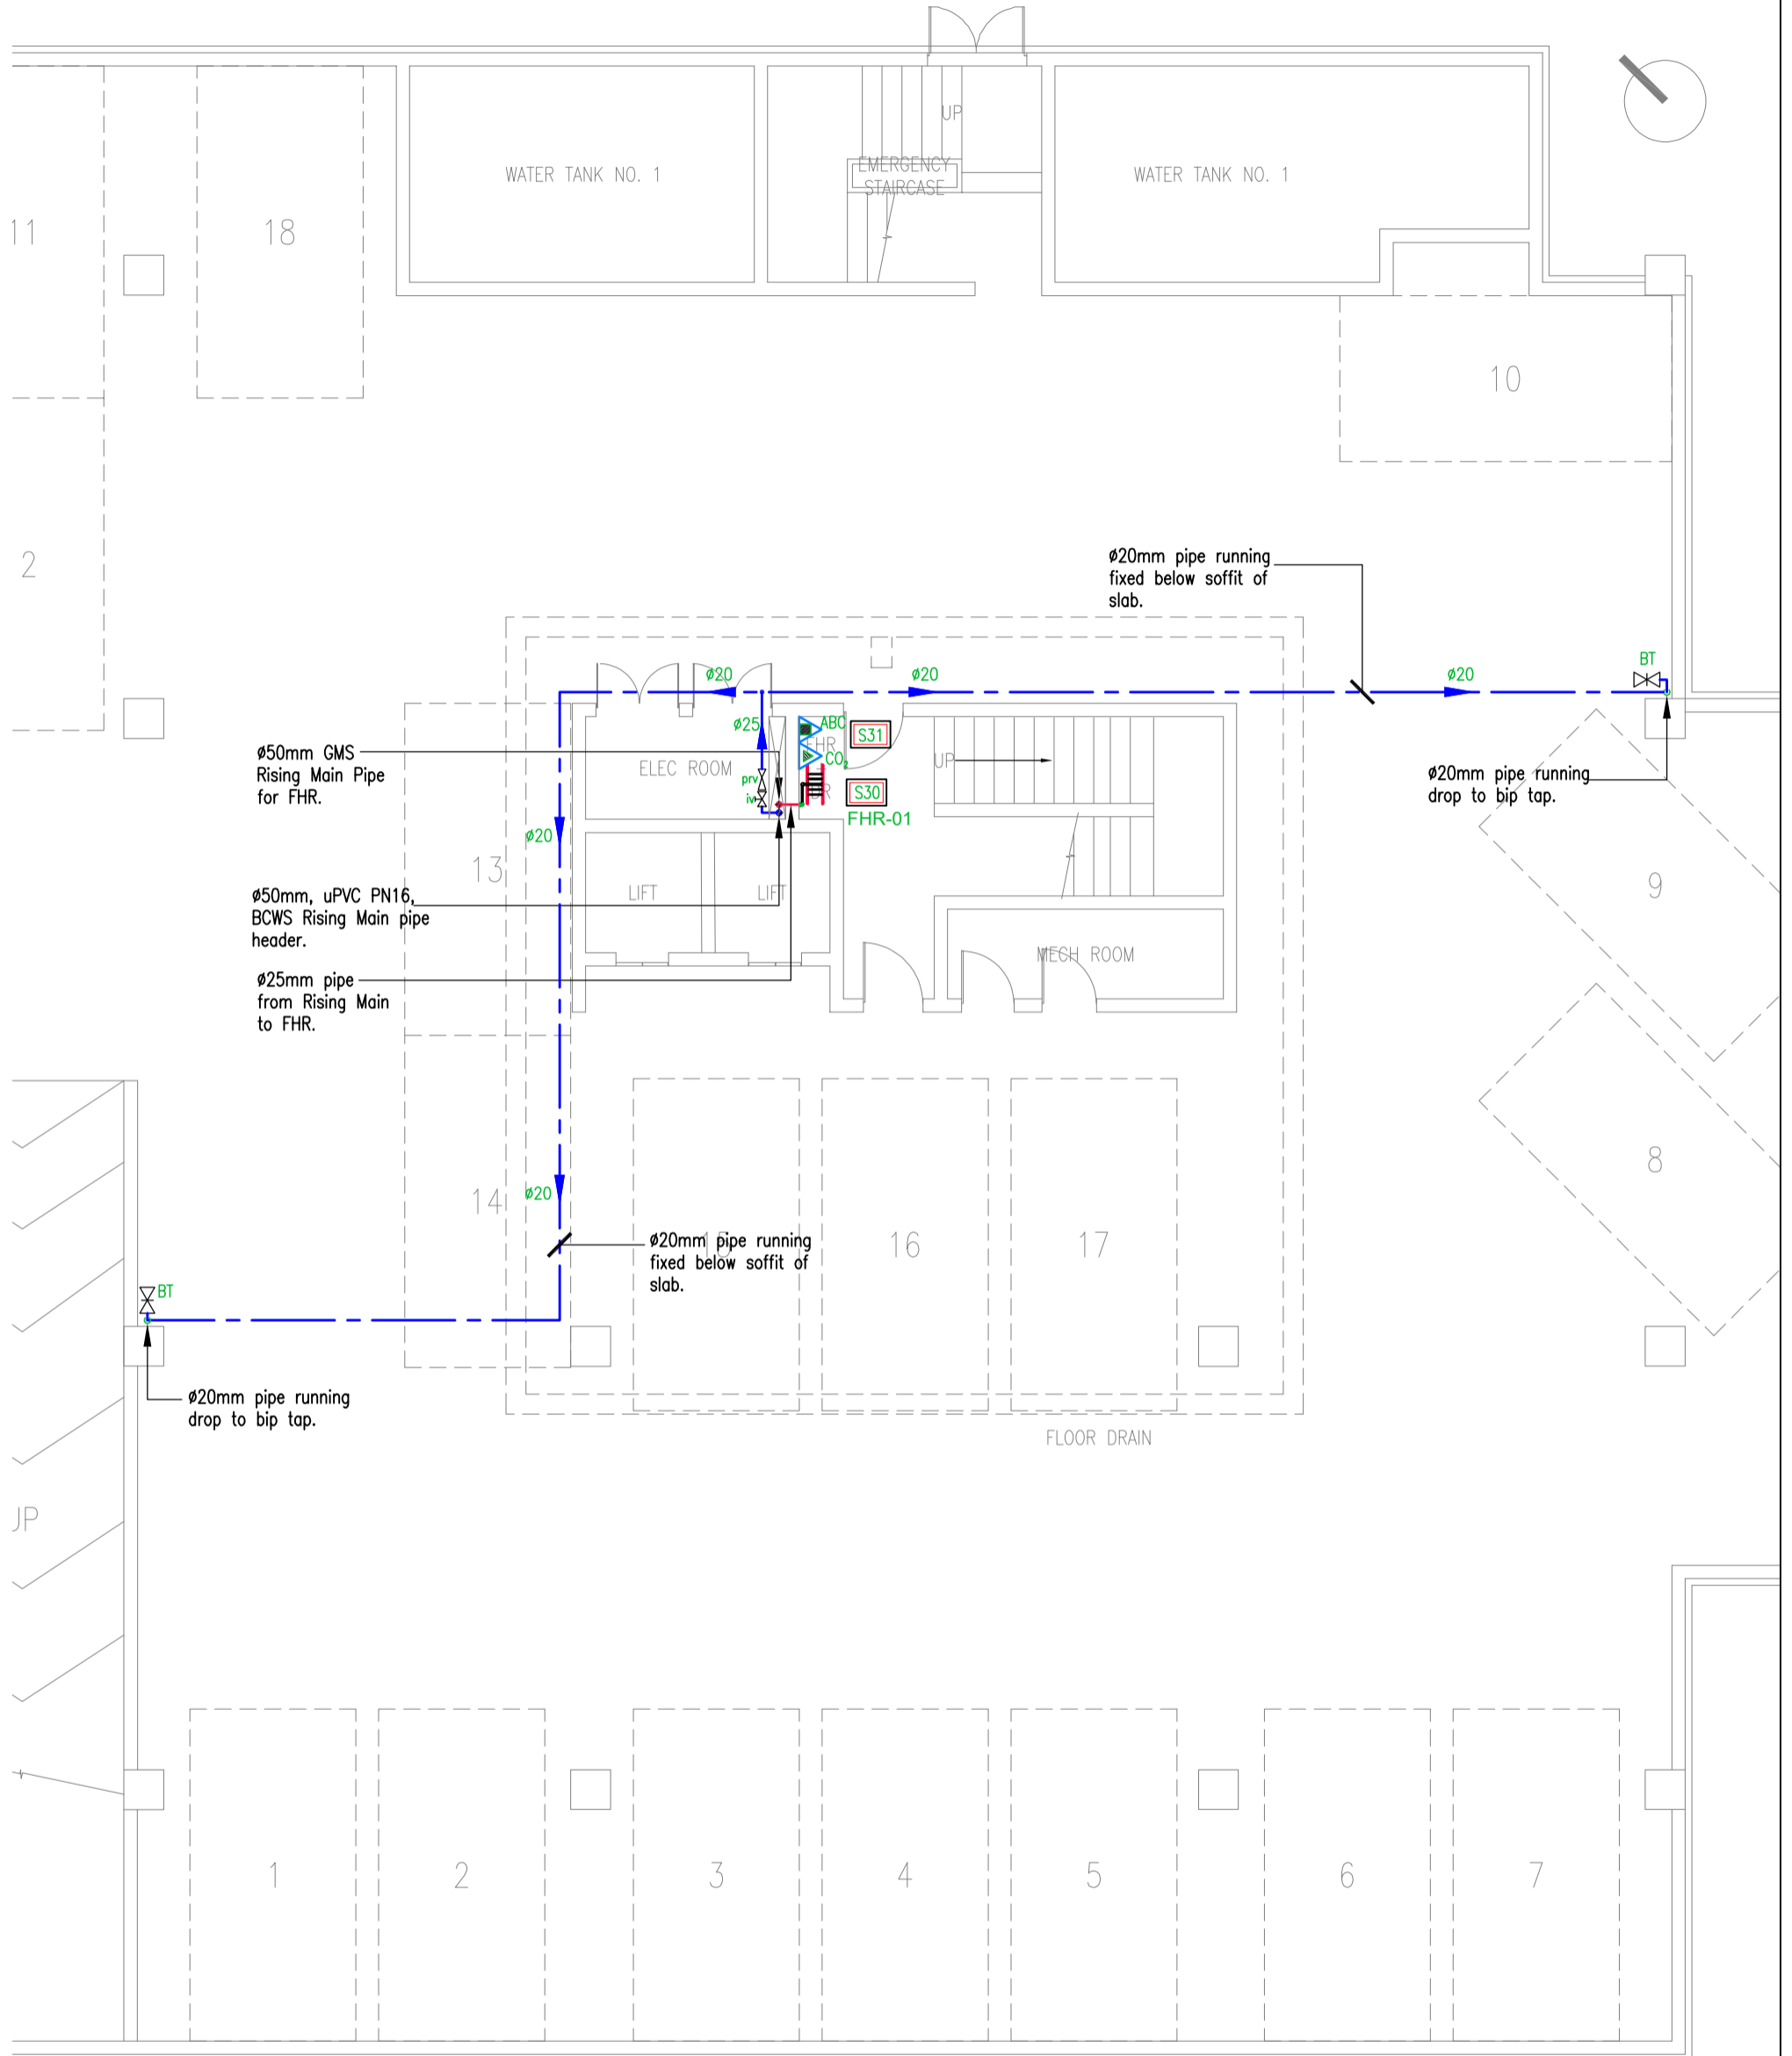 UP
WATER TANK NO. 1
EMERGENCY
STAIRCASE
WATER TANK NO. 1
11
18
10
2
ø20mm pipe running
fixed below soffit of
slab.
BT
ø20
ø20
ø20
ø25
ABC
S31
FHR
CO2
ELEC ROOM
UP
prv
iv
DR
S30
FHR-01
ø50mm GMS
Rising Main Pipe
for FHR.
ø20mm pipe running
drop to bip tap.
ø20
13
LIFT
LIFT
9
ø50mm, uPVC PN16,
BCWS Rising Main pipe
header.
MECH ROOM
ø25mm pipe
from Rising Main
to FHR.
8
14
ø20
15
16
17
ø20mm pipe running
fixed below soffit of
slab.
BT
ø20mm pipe running
drop to bip tap.
FLOOR DRAIN
UP
1
2
3
4
5
6
7